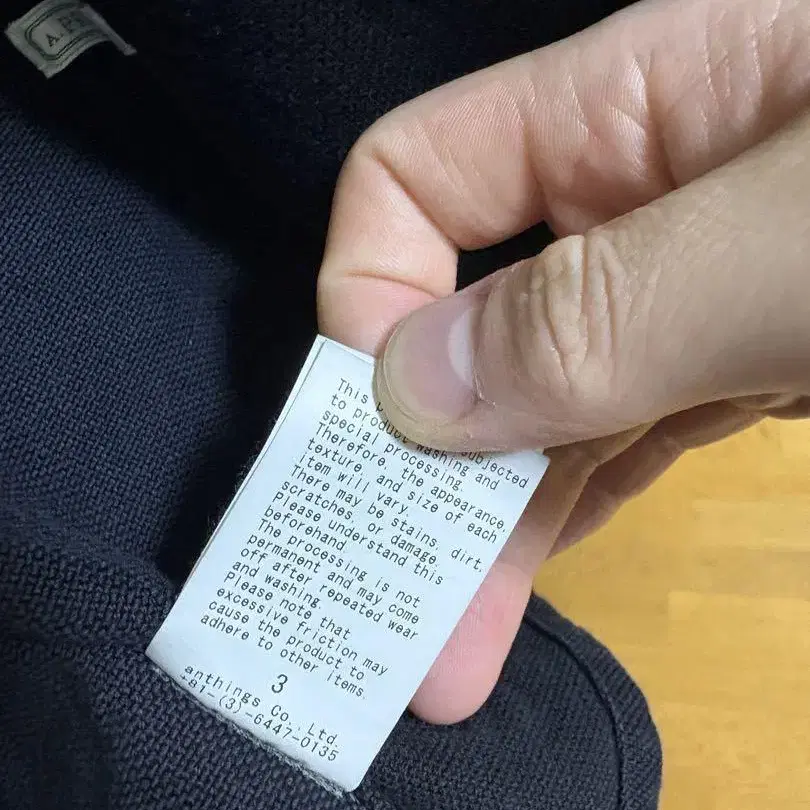 A.P
This subjected
to product washing and
special processing.
Therefore, the appearance,
texture, and size of each
item will vary.
There may be stains, dirt,
scratches, or damage.
Please understand this
beforehand.
The processing is not
permanent and may come
off after repeated wear
and washing.
Please note that
excessive friction may
cause the product to
adhere to other items.
3
anthings Co., Ltd.
+81-(3)-6447-0135